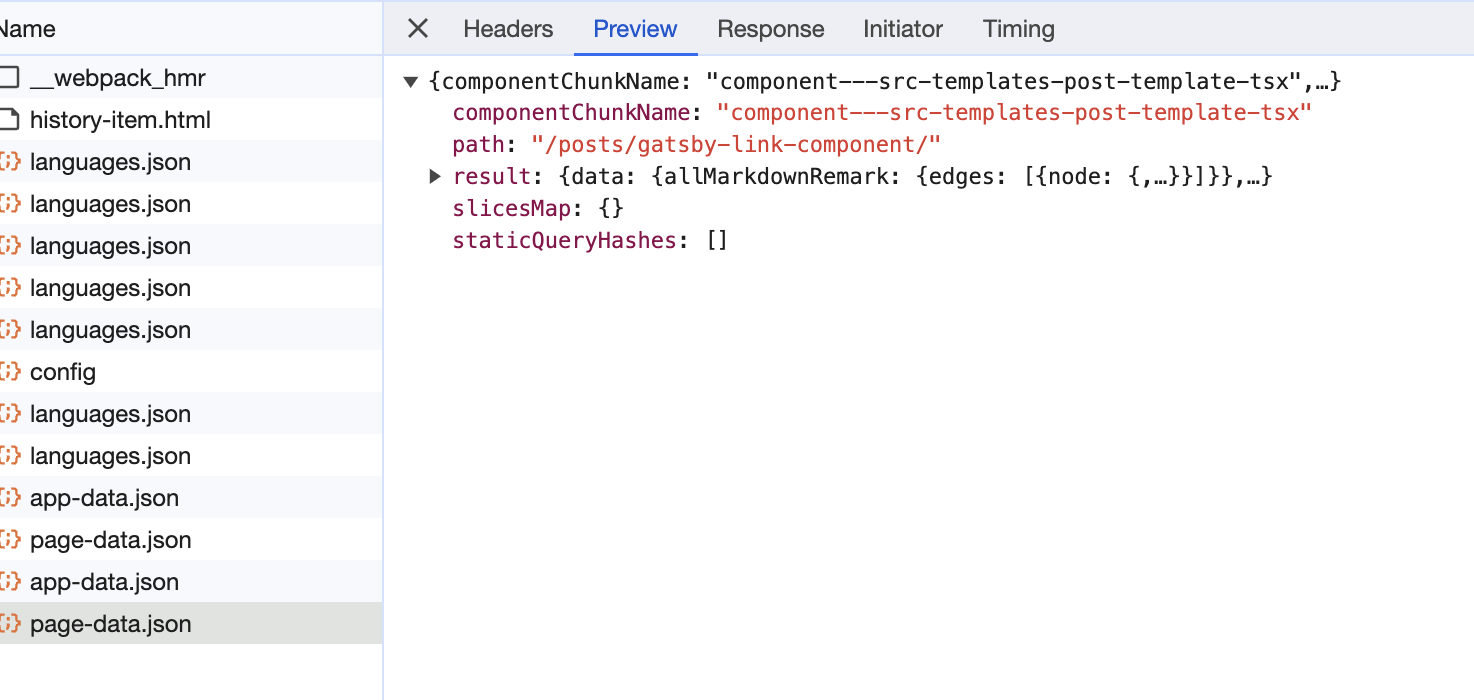 Name
__webpack_hmr
history-item.html
languages.json
languages.json
languages.json
languages.json
languages.json
config
languages.json
languages.json
app-data.json
page-data.json
app-data.json
page-data.json
Headers Preview Response Initiator Timing
{componentChunkName: "component---src-templates-post-template-tsx",…}
componentChunkName: "component---src-templates-post-template-tsx"
path: "/posts/gatsby-link-component/"
result: {data: {allMarkdownRemark: {edges: [{node: {,…}}]}},…}
slicesMap: {}
staticQueryHashes: []